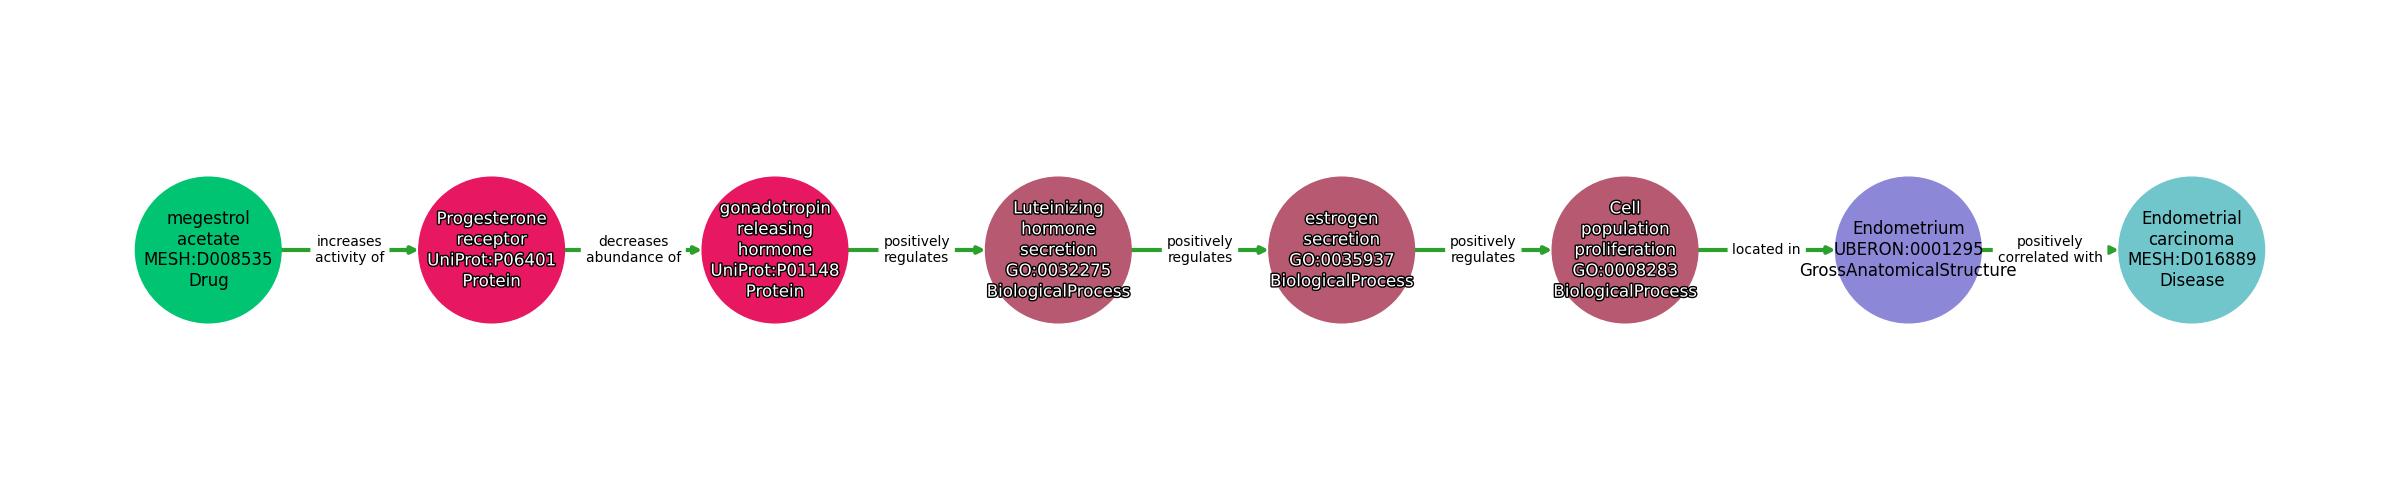 megestrol
acetate
MESH:D008535
Drug
increases
activity of
Progesterone
receptor
UniProt:P06401
Protein
decreases
abundance of
gonadotropin
releasing
hormone
UniProt:P01148
Protein
positively
regulates
Luteinizing
hormone
secretion
GO:0032275
BiologicalProcess
positively
regulates
estrogen
secretion
GO:0035937
BiologicalProcess
positively
regulates
Cell
population
proliferation
GO:0008283
BiologicalProcess
located in
Endometrium
UBERON:0001295
GrossAnatomicalStructure
positively
correlated with
Endometrial
carcinoma
MESH:D016889
Disease